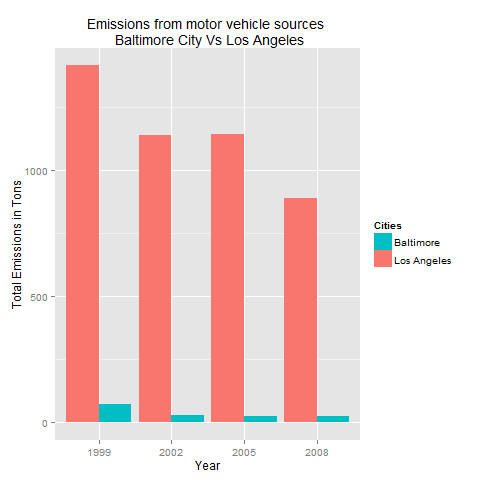 Emissions from motor vehicle sources
Baltimore City Vs Los Angeles
Total Emissions in Tons
1000
500
0
1999 2002 2005 2008
Year
Cities
Baltimore
Los Angeles